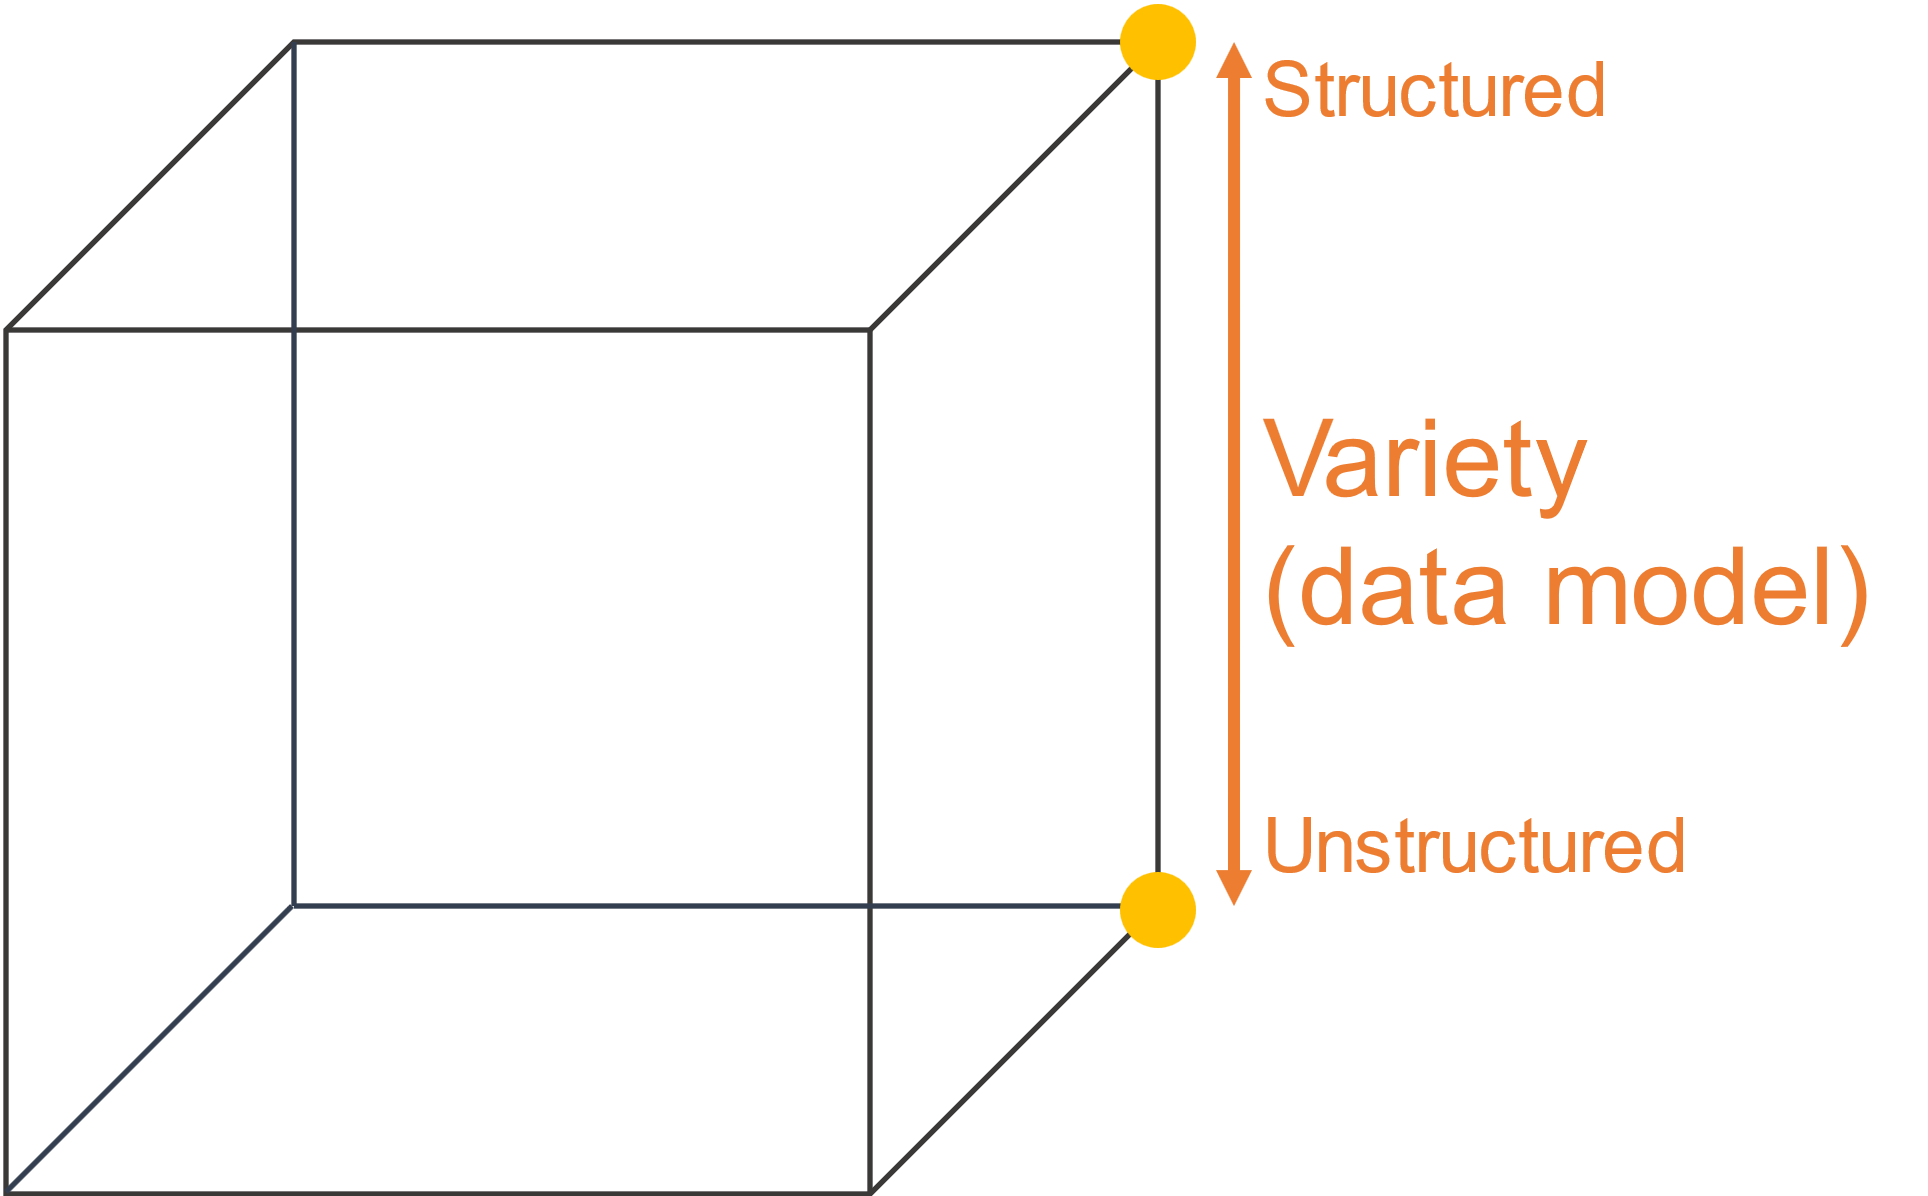 Structured
Variety
(data model)
Unstructured